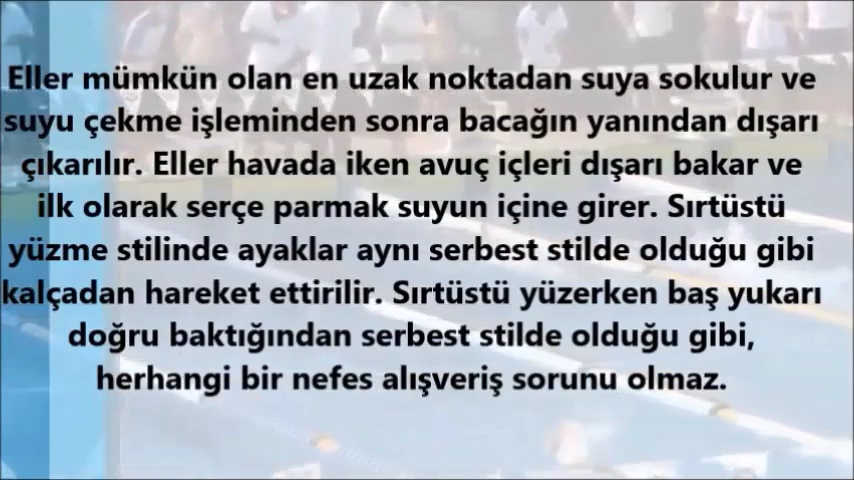 Eller mümkün olan en uzak noktadan suya sokulur ve
suyu çekme işleminden sonra bacağın yanından dışarı
çıkarılır. Eller havada iken avuç içleri dışarı bakar ve
ilk olarak serçe parmak suyun içine girer. Sırtüstü
yüzme stilinde ayaklar aynı serbest stilde olduğu gibi
kalçadan hareket ettirilir. Sırtüstü yüzerken baş yukarı
doğru baktığından serbest stilde olduğu gibi,
herhangi bir nefes alışveriş sorunu olmaz.